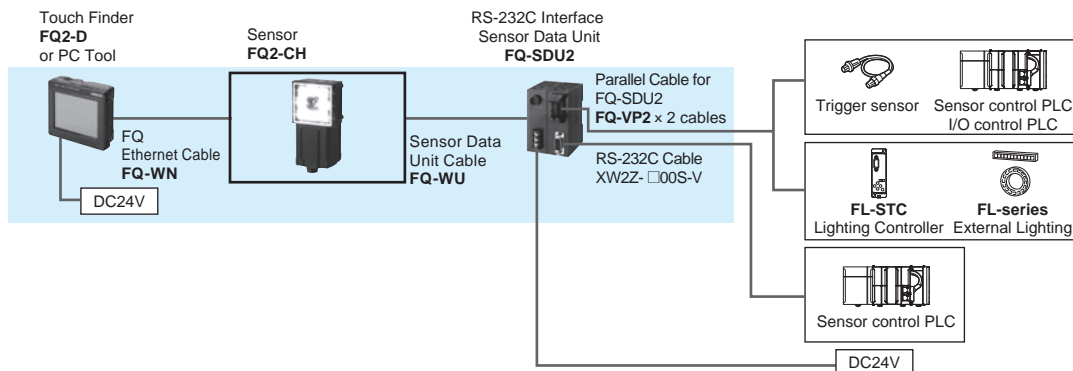 Touch Finder
FQ2-D
or PC Tool
Sensor
FQ2-CH
RS-232C Interface
Sensor Data Unit
FQ-SDU2
FQ
Ethernet Cable
FQ-WN
DC24V
Sensor Data
Unit Cable
FQ-WU
Parallel Cable for
FQ-SDU2
FQ-VP2 × 2 cables
RS-232C Cable
XW2Z- □00S-V
Trigger sensor
Sensor control PLC
I/O control PLC
FL-STC
Lighting Controller
FL-series
External Lighting
Sensor control PLC
DC24V